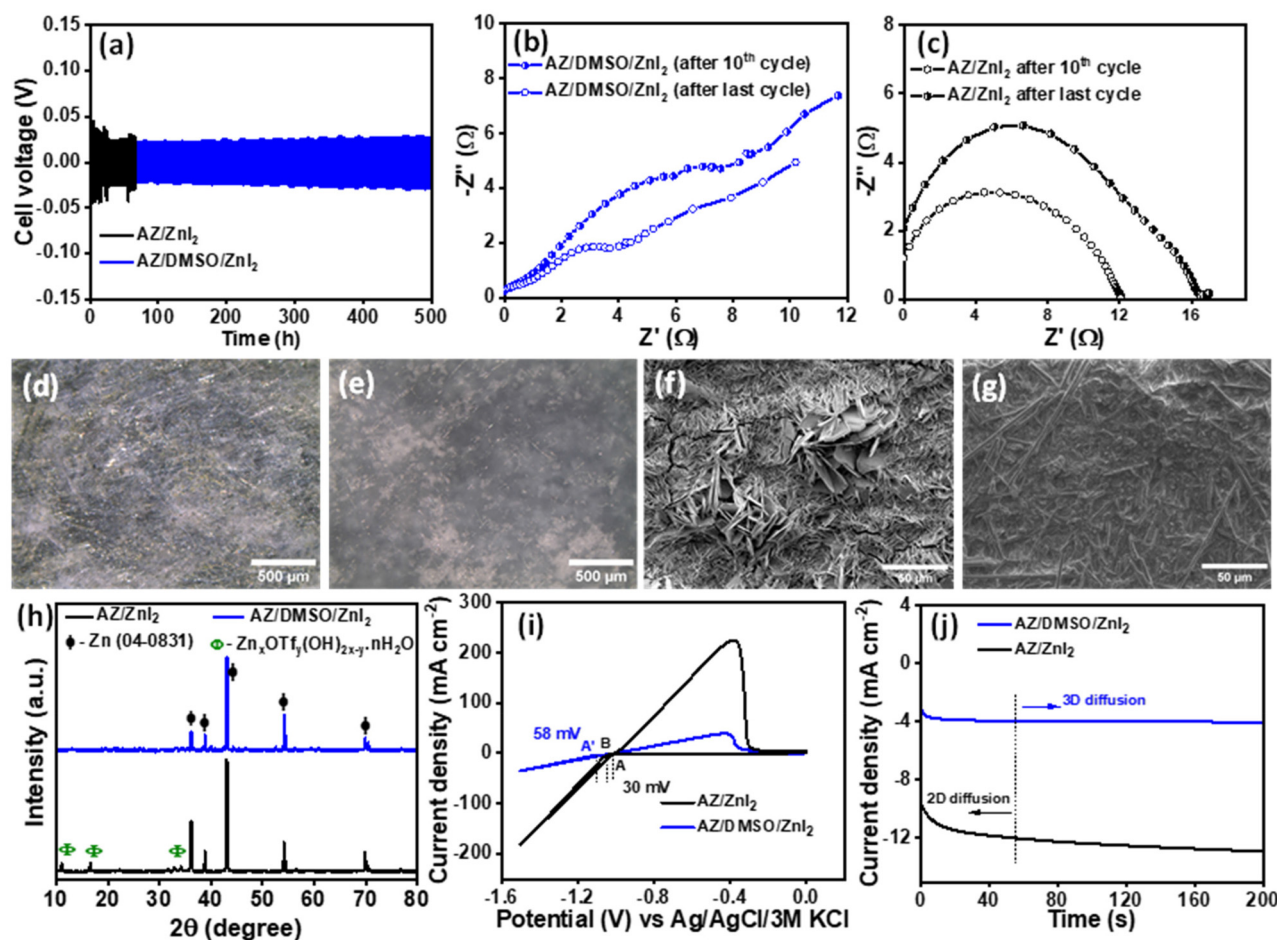 (a)
0.15
0.10
0.05
0.00
-0.05
-0.10
-0.15
Cell voltage (V)
AZ/ZnI₂
AZ/DMSO/ZnI₂
0 100 200 300 400 500
Time (h)
(b)
AZ/DMSO/ZnI₂ (after 10ᵗʰ cycle)
AZ/DMSO/ZnI₂ (after last cycle)
8
6
4
2
0
-Z'' (Ω)
0 2 4 6 8 10 12
Z' (Ω)
(c)
AZ/ZnI₂ after 10ᵗʰ cycle
AZ/ZnI₂ after last cycle
8
6
4
2
0
-Z'' (Ω)
0 4 8 12 16
Z' (Ω)
(d)
500 µm
(e)
500 µm
(f)
50 µm
(g)
50 µm
(h)
AZ/ZnI₂ AZ/DMSO/ZnI₂
- Zn (04-0831) - ZnₓOTfᵧ(OH)₂ₓ₋ᵧ.nH₂O
Intensity (a.u.)
10 20 30 40 50 60 70 80
2θ (degree)
(i)
300
200
100
0
-100
-200
Current density (mA cm⁻²)
58 mV
A' B
A
30 mV
AZ/ZnI₂
AZ/DMSO/ZnI₂
-1.6 -1.2 -0.8 -0.4 0.0
Potential (V) vs Ag/AgCl/3M KCl
(j)
4
0
-4
-8
-12
Current density (mA cm⁻²)
AZ/DMSO/ZnI₂
AZ/ZnI₂
3D diffusion
2D diffusion
0 40 80 120 160 200
Time (s)